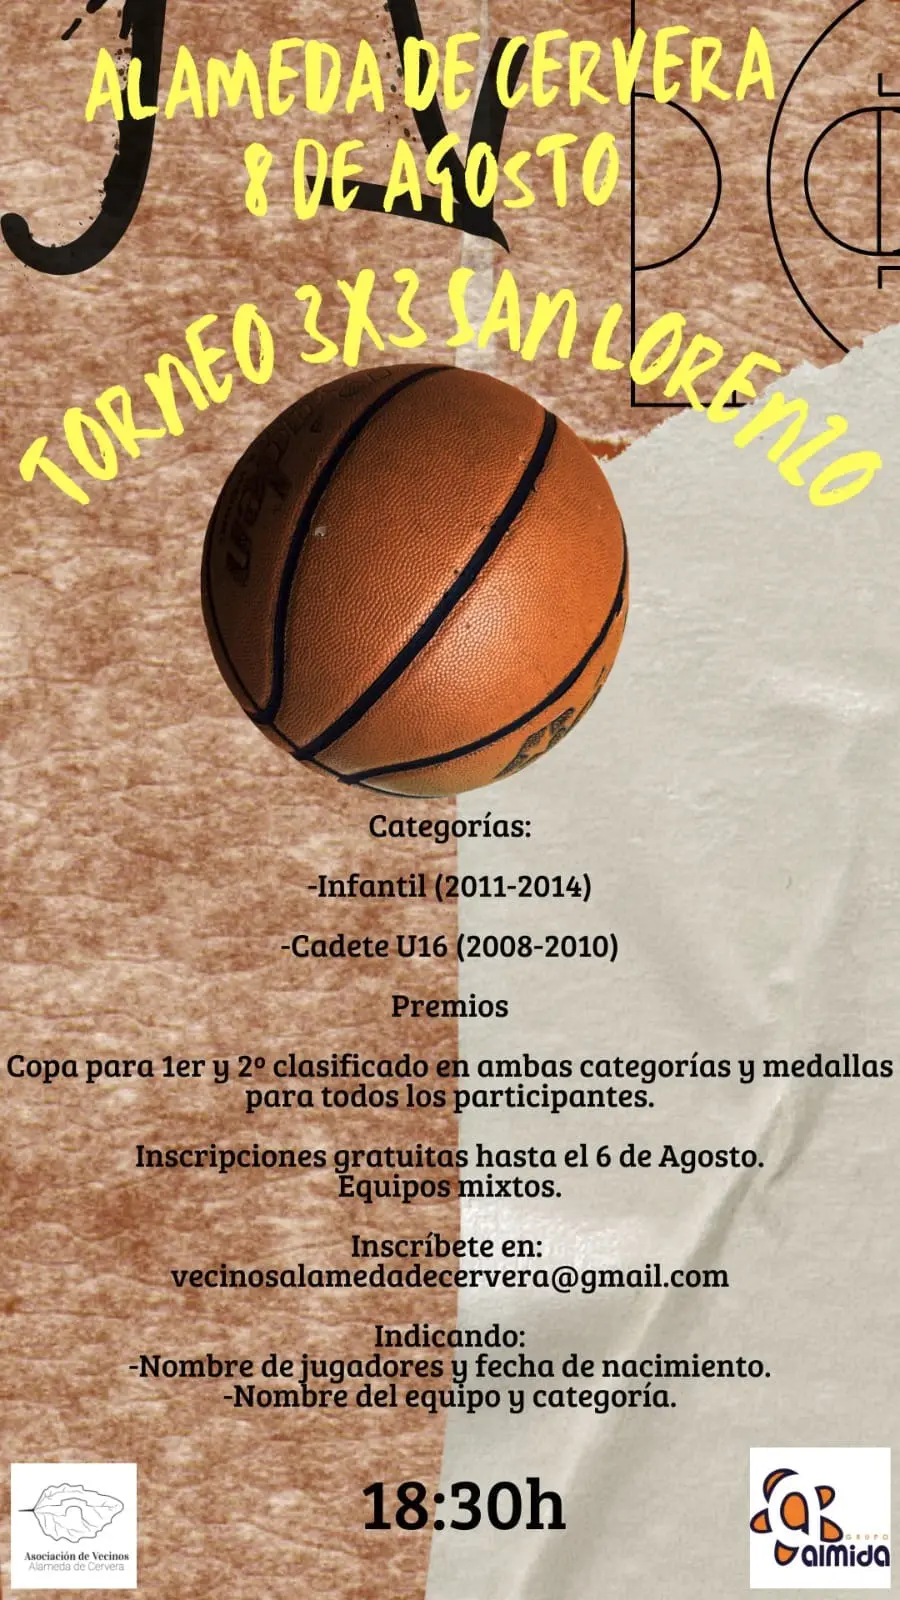 ALAMEDA DE CERVERA
8 DE AGOSTO
TORNEO 3X3 SAN LORENZO
Categorías:
-Infantil (2011-2014)
-Cadete U16 (2008-2010)
Premios
Copa para 1er y 2º clasificado en ambas categorías y medallas
para todos los participantes.
Inscripciones gratuitas hasta el 6 de Agosto.
Equipos mixtos.
Inscríbete en:
vecinosalamedadecervera@gmail.com
Indicando:
-Nombre de jugadores y fecha de nacimiento.
-Nombre del equipo y categoría.
18:30h
Asociación de Vecinos
Alameda de Cervera
GRUPO
almida